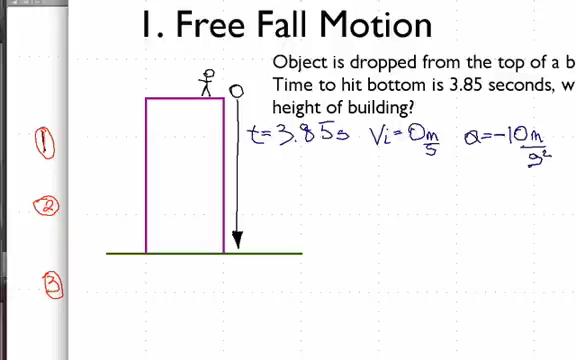 1. Free Fall Motion
Object is dropped from the top of a b
Time to hit bottom is 3.85 seconds, w
height of building?
t=3.85s Vi=0m/s a=-10m/s²
1
2
3